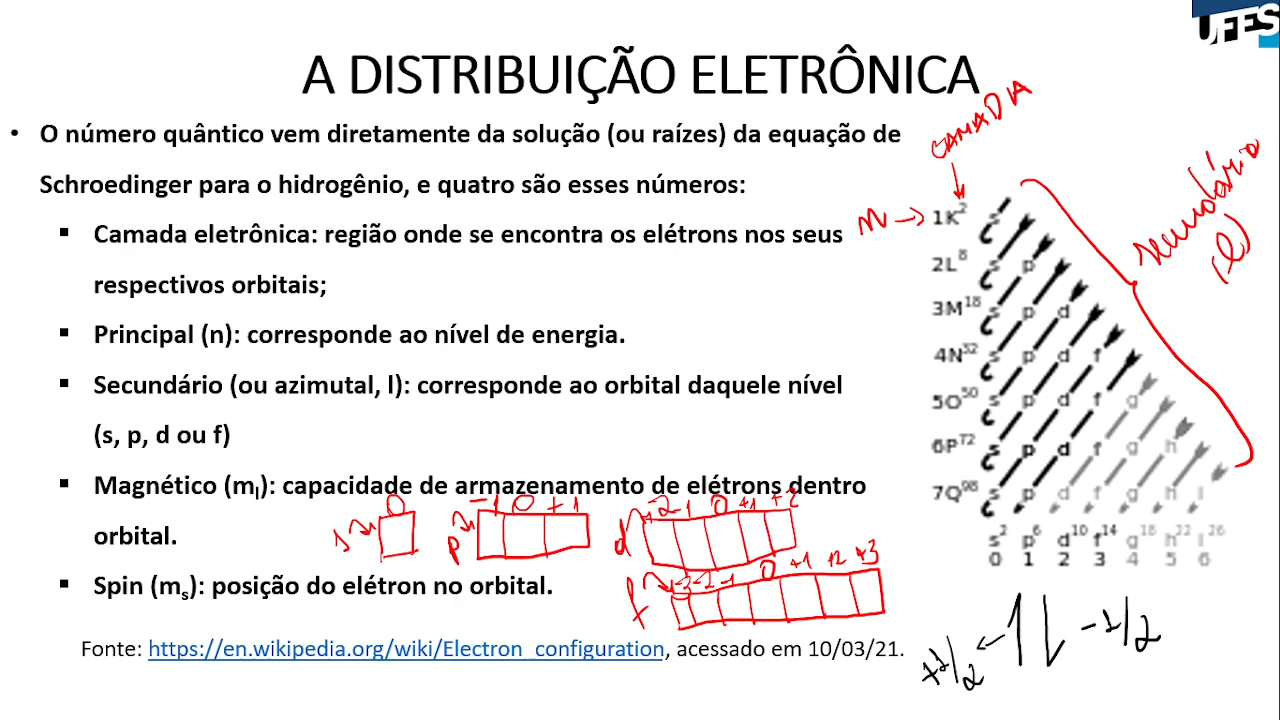 UFES
A DISTRIBUIÇÃO ELETRÔNICA
• O número quântico vem diretamente da solução (ou raízes) da equação de
Schroedinger para o hidrogênio, e quatro são esses números:
▪ Camada eletrônica: região onde se encontra os elétrons nos seus
respectivos orbitais;
▪ Principal (n): corresponde ao nível de energia.
▪ Secundário (ou azimutal, l): corresponde ao orbital daquele nível
(s, p, d ou f)
▪ Magnético (ml): capacidade de armazenamento de elétrons dentro
orbital.
▪ Spin (ms): posição do elétron no orbital.
Fonte: https://en.wikipedia.org/wiki/Electron_configuration, acessado em 10/03/21.
CAMADA
n → 1K2 s
2L8 s p
3M18 s p d
4N32 s p d f
5O50 s p d f g
6P72 s p d f g h
7Q98 s p d f g h i
s2 p6 d10 f14 g18 h22 i26
0 1 2 3 4 5 6
secundário
(l)
s 0
p -1 0 +1
d -2 -1 0 +1 +2
f -3 -2 -1 0 +1 +2 +3
+1/2 -1/2